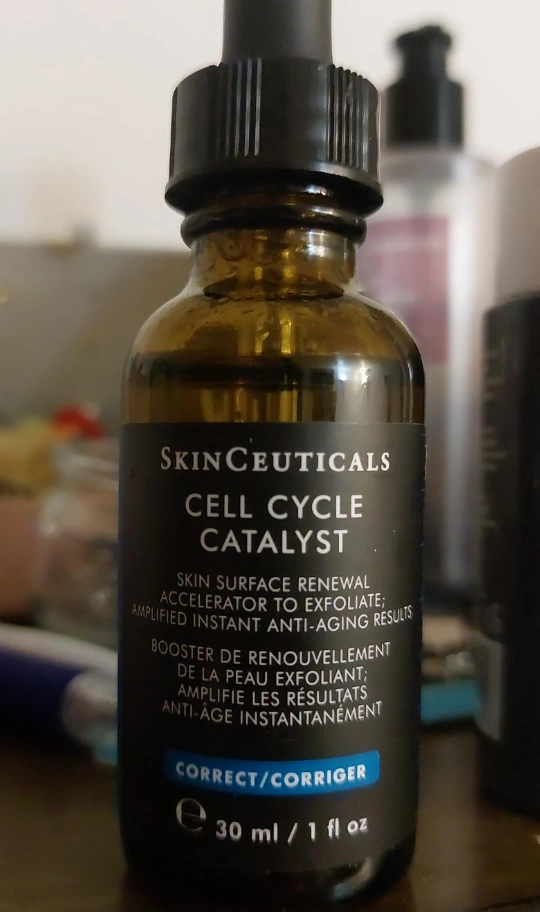 SKINCEUTICALS
CELL CYCLE
CATALYST
SKIN SURFACE RENEWAL
ACCELERATOR TO EXFOLIATE;
AMPLIFIED INSTANT ANTI-AGING RESULTS
BOOSTER DE RENOUVELLEMENT
DE LA PEAU EXFOLIANT;
AMPLIFIE LES RÉSULTATS
ANTI-ÂGE INSTANTANÉMENT
CORRECT/CORRIGER
℮ 30 ml / 1 fl oz